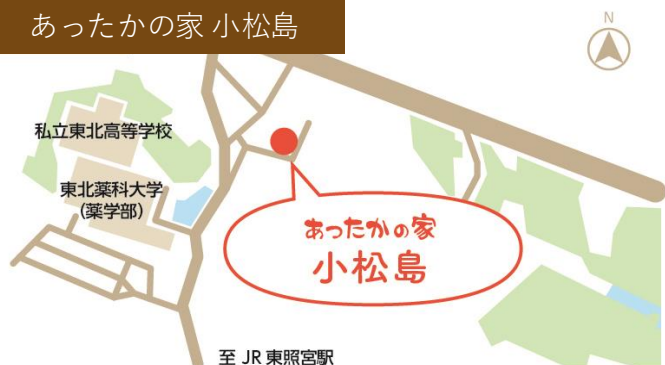 あったかの家 小松島
N
私立東北高等学校
東北薬科大学
(薬学部)
あったかの家
小松島
至 JR 東照宮駅